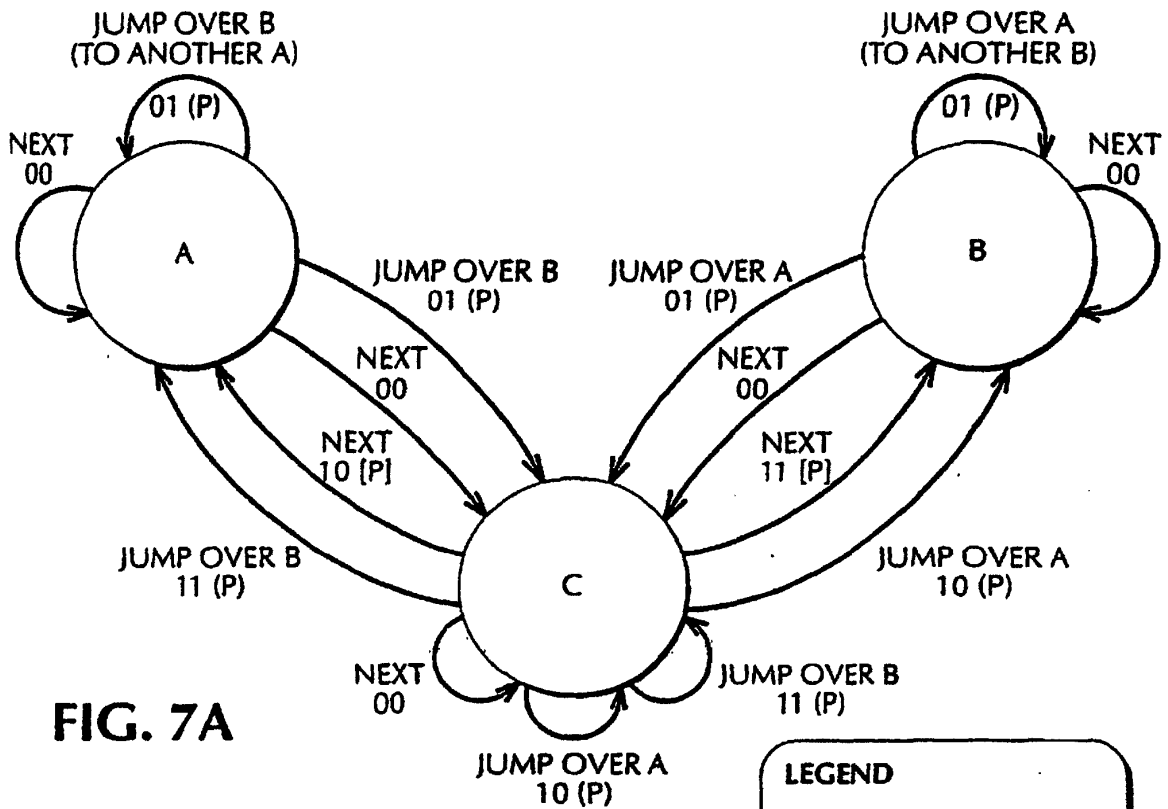 JUMP OVER B
(TO ANOTHER A)
01 (P)
NEXT
00
A
JUMP OVER A
(TO ANOTHER B)
01 (P)
NEXT
00
B
JUMP OVER B
01 (P)
JUMP OVER A
01 (P)
NEXT
00
NEXT
00
NEXT
10 [P]
NEXT
11 [P]
JUMP OVER B
11 (P)
JUMP OVER A
10 (P)
C
NEXT
00
JUMP OVER B
11 (P)
JUMP OVER A
10 (P)
FIG. 7A
LEGEND